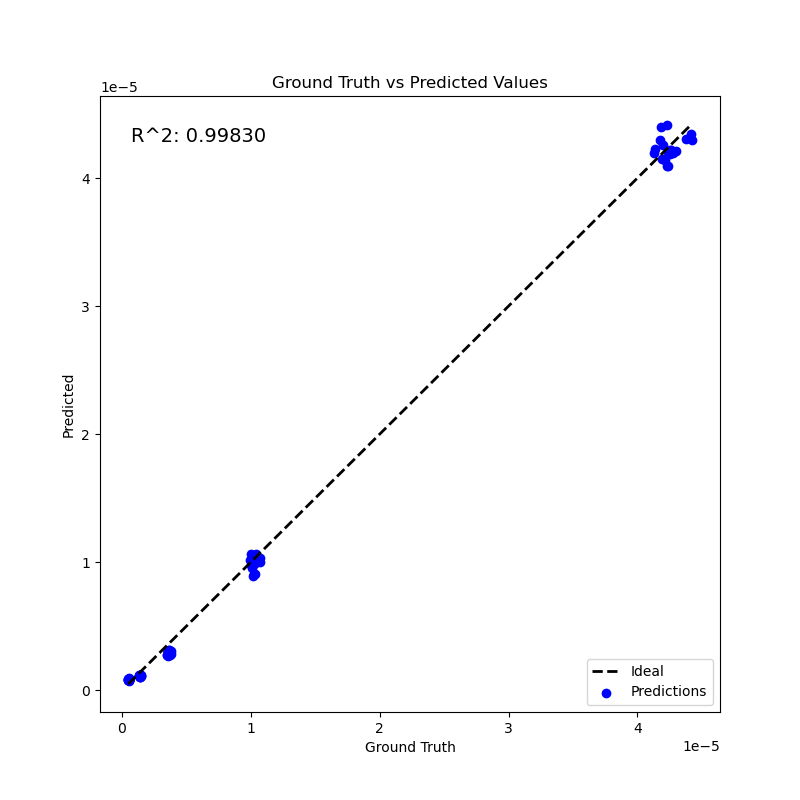 Ground Truth vs Predicted Values
1e−5
R^2: 0.99830
4
3
2
1
0
Predicted
Ideal
Predictions
0 1 2 3 4
1e−5
Ground Truth